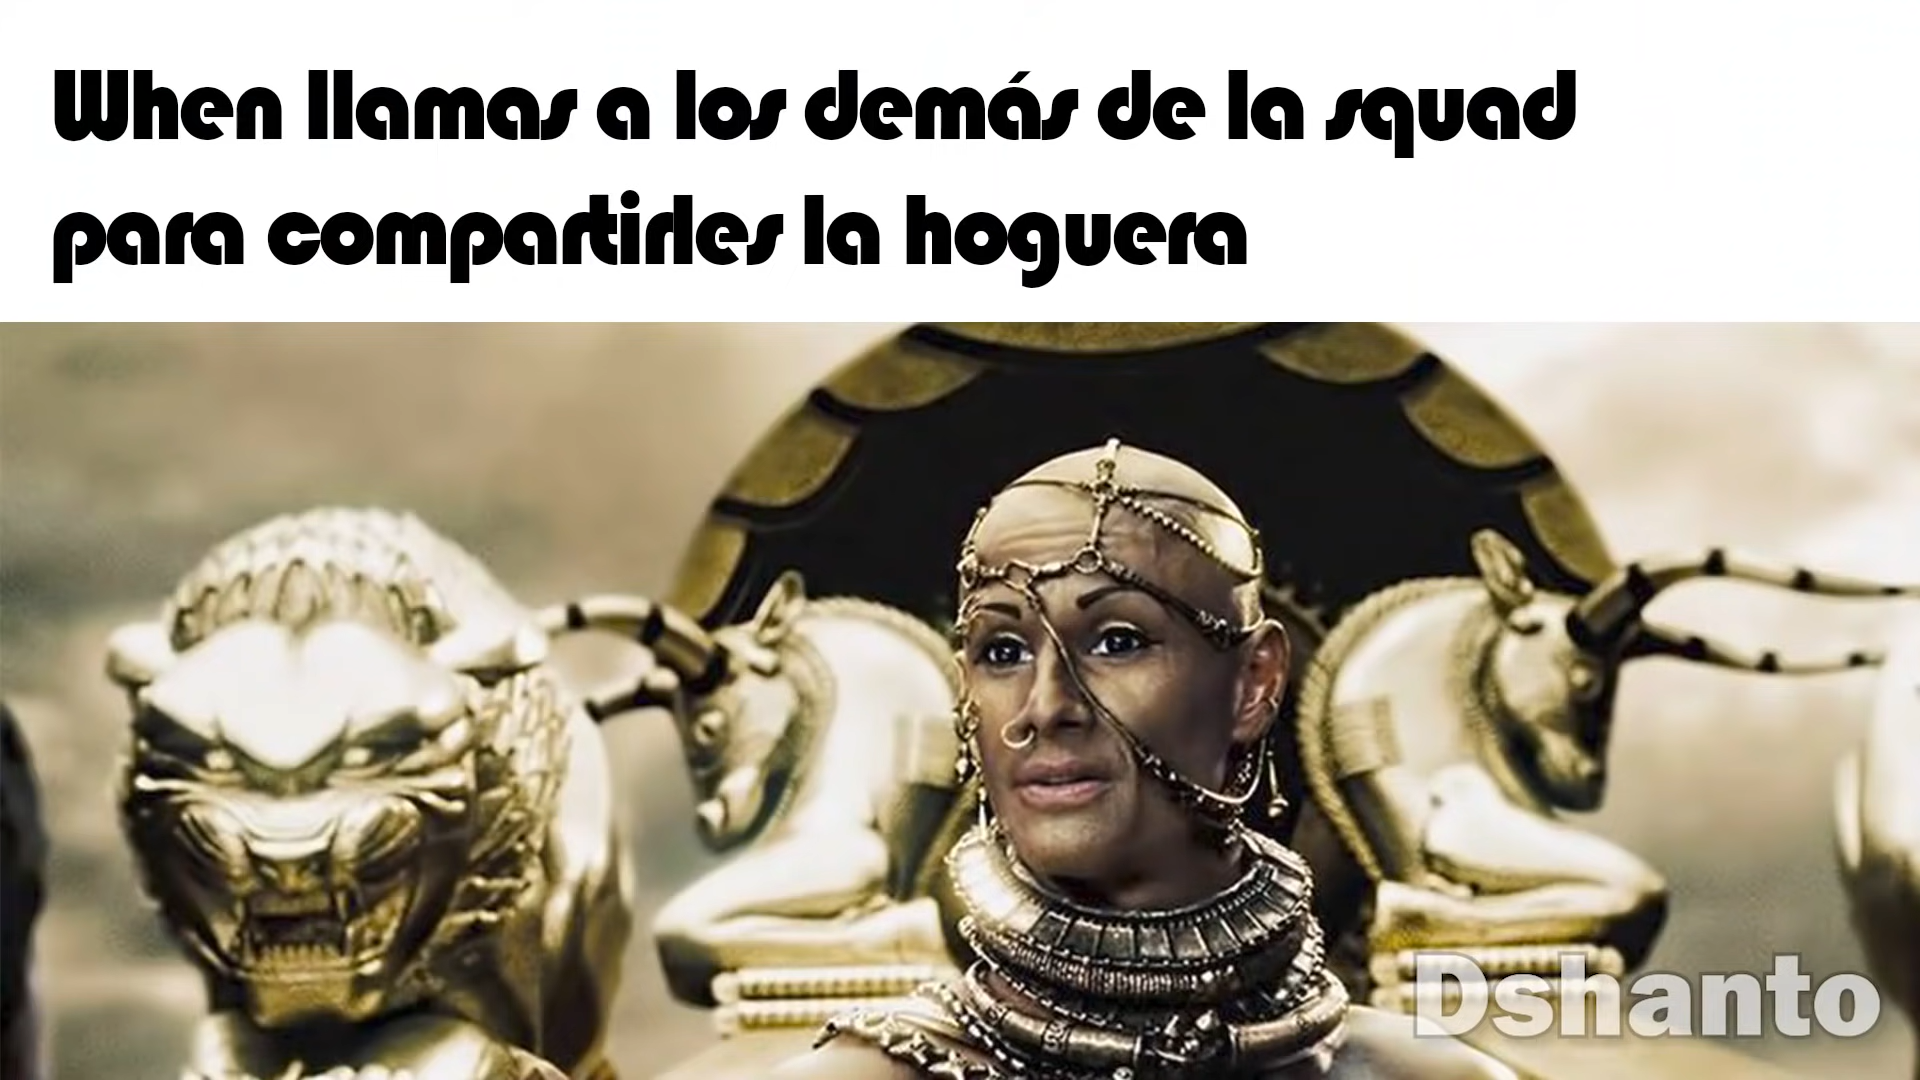 When llamas a los demás de la squad
para compartirles la hoguera
Dshanto